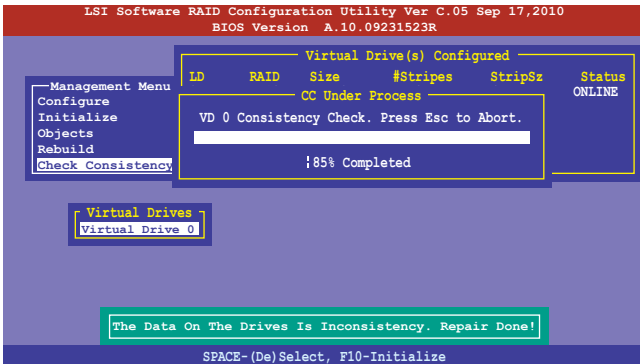 LSI Software RAID Configuration Utility Ver C.05 Sep 17,2010
BIOS Version A.10.09231523R
Virtual Drive(s) Configured
LD RAID Size #Stripes StripSz Status
ONLINE
Management Menu
Configure
Initialize
Objects
Rebuild
Check Consistency
CC Under Process
VD 0 Consistency Check. Press Esc to Abort.
85% Completed
Virtual Drives
Virtual Drive 0
The Data On The Drives Is Inconsistency. Repair Done!
SPACE-(De)Select, F10-Initialize